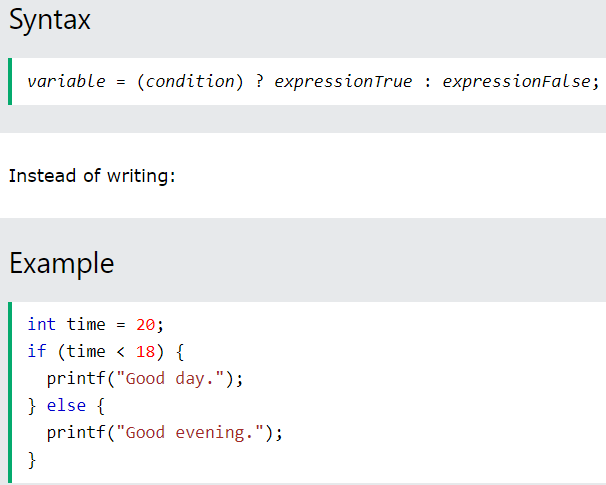 Syntax
variable = (condition) ? expressionTrue : expressionFalse;
Instead of writing:
Example
int time = 20;
if (time < 18) {
  printf("Good day.");
} else {
  printf("Good evening.");
}